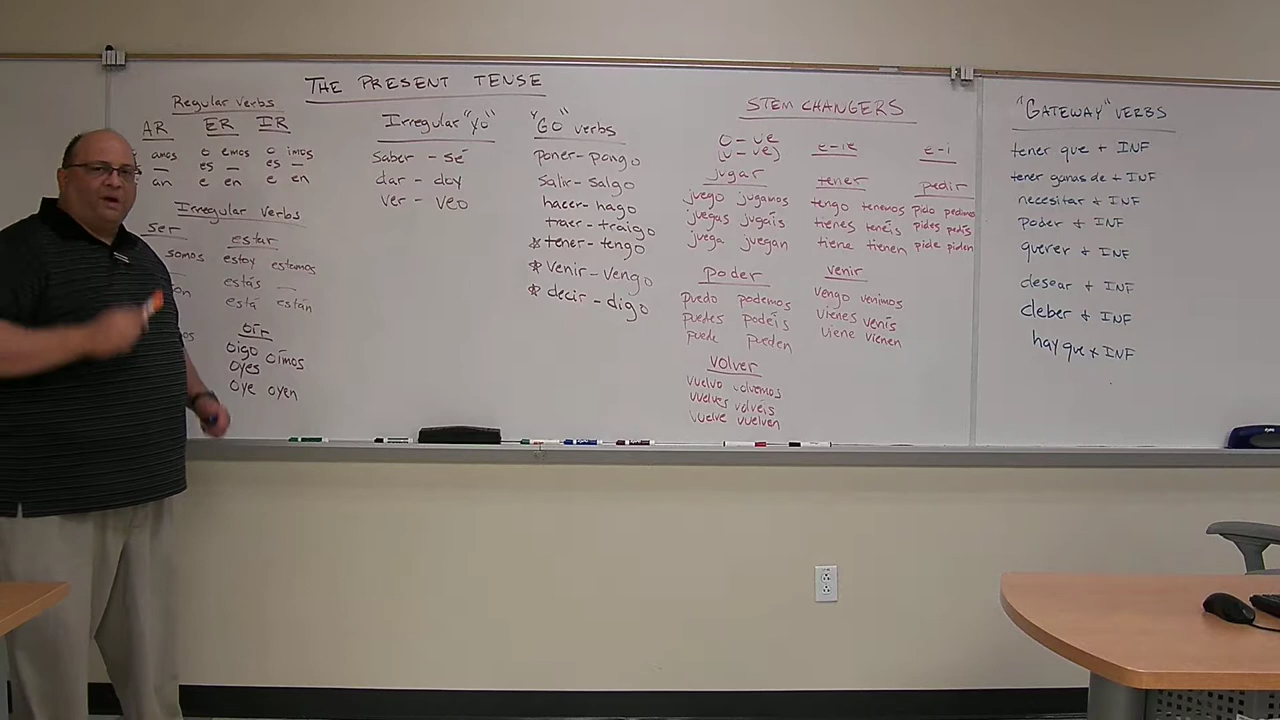 THE PRESENT TENSE
Regular Verbs
AR ER IR
amos o emos o imos
es es
an e en e en
Irregular Verbs
ser estar
somos estoy estamos
estás
está están
oír
oigo oímos
oyes
oye oyen
Irregular "YO"
saber - sé
dar - doy
ver - veo
"GO" verbs
poner - pongo
salir - salgo
hacer - hago
traer - traigo
* tener - tengo
* venir - vengo
* decir - digo
STEM CHANGERS
o - ue
(u - ue)
jugar
juego jugamos
juegas jugáis
juega juegan
poder
puedo podemos
puedes podéis
puede pueden
volver
vuelvo volvemos
vuelves volvéis
vuelve vuelven
e - ie
tener
tengo tenemos
tienes tenéis
tiene tienen
venir
vengo venimos
vienes venís
viene vienen
e - i
pedir
pido pedimos
pides pedís
pide piden
"GATEWAY" VERBS
tener que + INF
tener ganas de + INF
necesitar + INF
poder + INF
querer + INF
desear + INF
deber + INF
hay que + INF